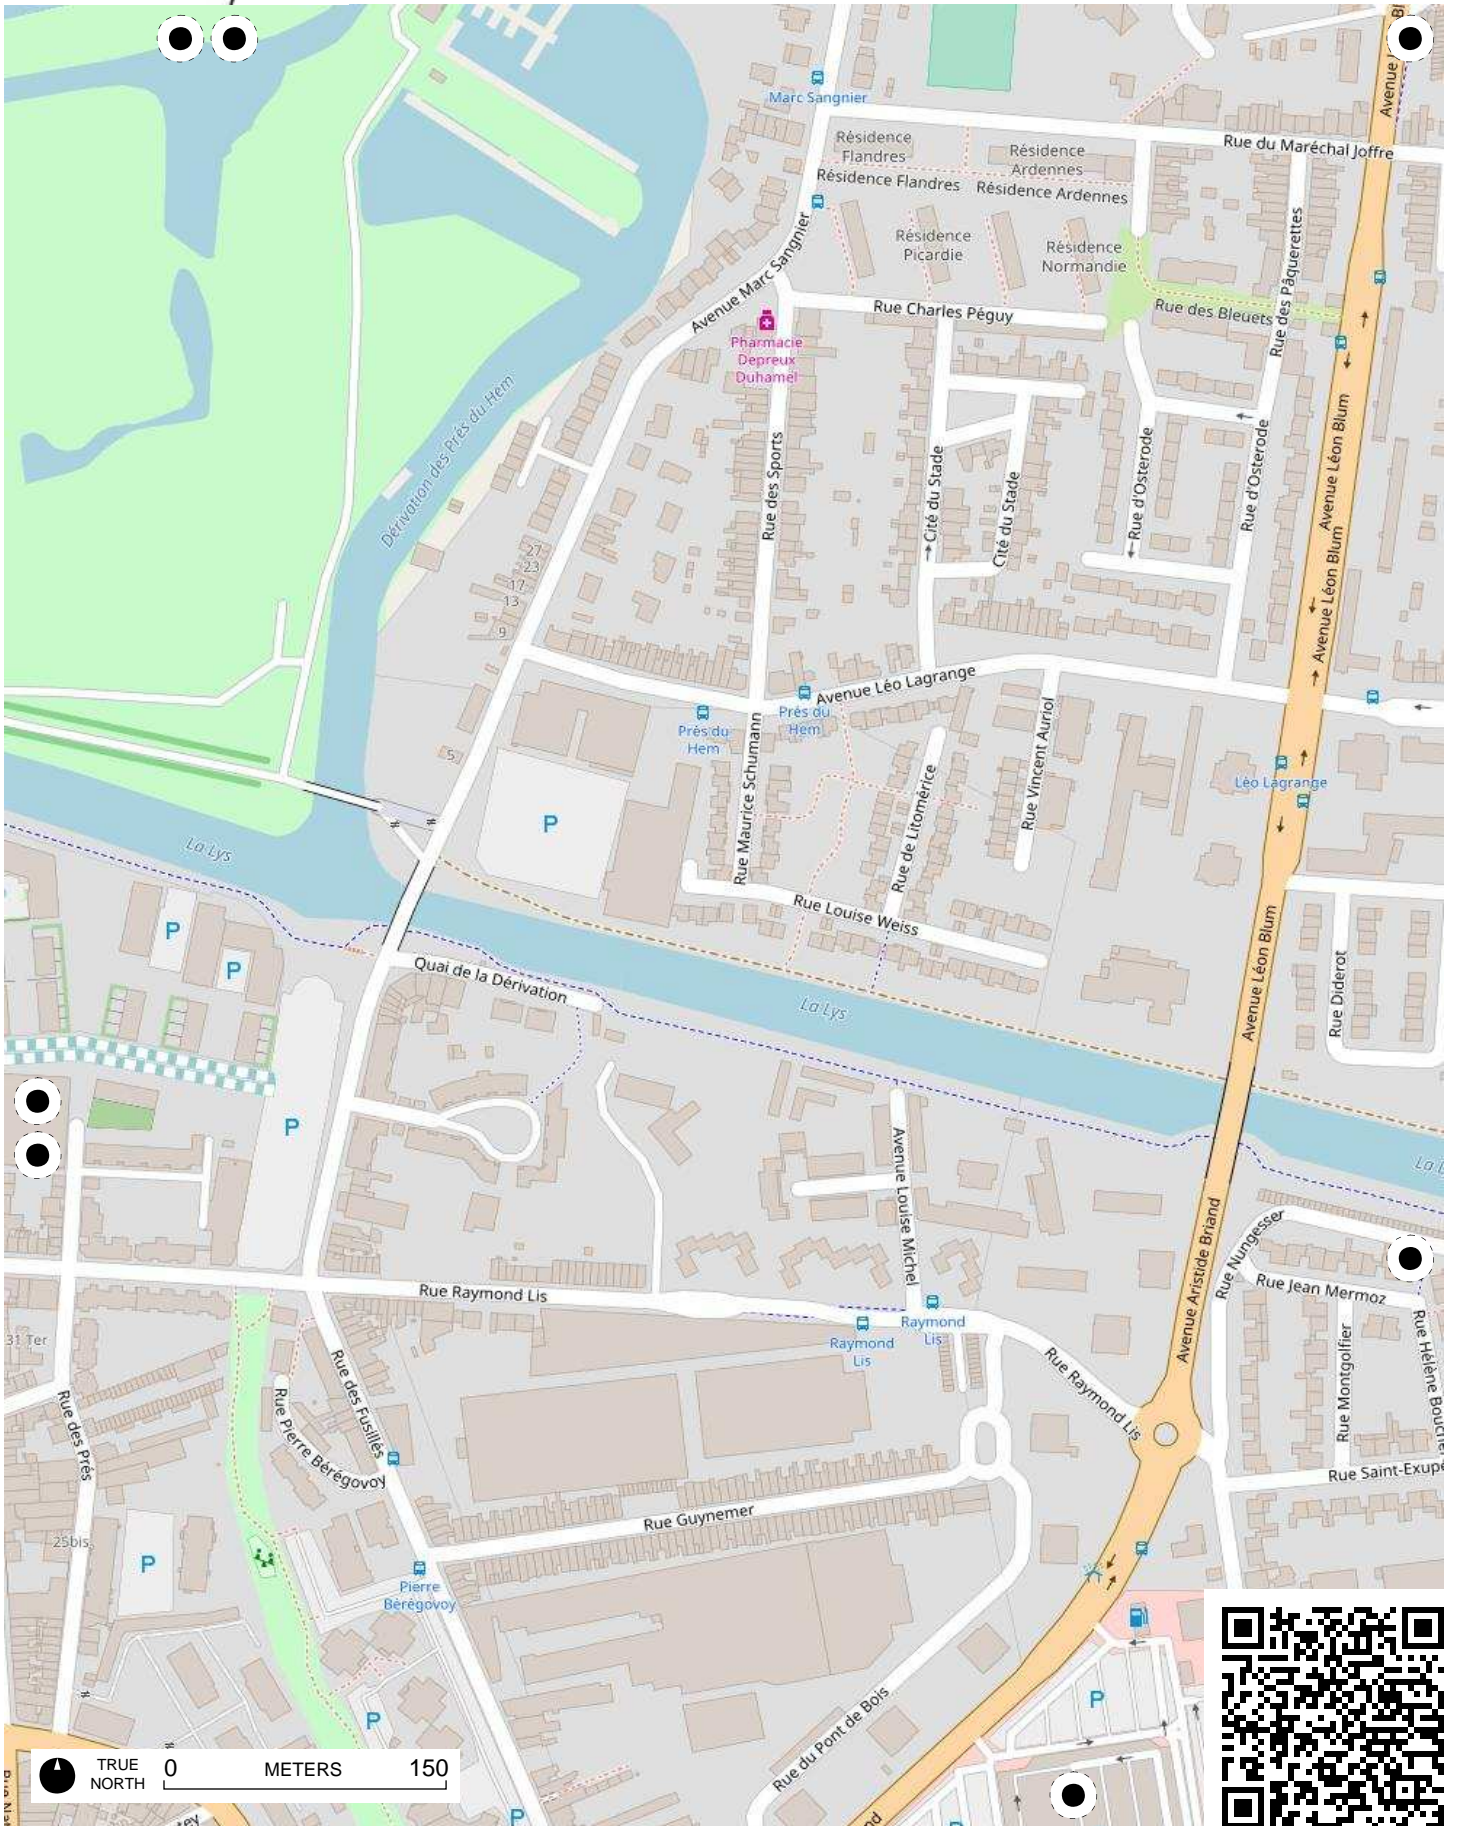 Marc Sangnier
Avenue
Rue du Maréchal Joffre
Résidence
Flandres
Résidence
Ardennes
Résidence Flandres
Résidence Ardennes
Avenue Marc Sangnier
Résidence
Picardie
Résidence
Normandie
Rue des Pâquerettes
Rue des Bleuets
Rue Charles Péguy
Pharmacie
Depreux
Duhamel
Dérivation des Prés du Hem
Rue des Sports
Cité du Stade
Cité du Stade
Rue d'Osterode
Rue d'Osterode
Avenue Léon Blum
Avenue Léon Blum
27
23
17
13
9
5
Avenue Léo Lagrange
Prés du
Hem
Prés du
Hem
Rue Maurice Schumann
Rue de Litomérice
Rue Vincent Auriol
Léo Lagrange
P
La Lys
Rue Louise Weiss
P
P
Quai de la Dérivation
La Lys
Avenue Léon Blum
Rue Diderot
P
Avenue Louise Michel
La L
Avenue Aristide Briand
Rue Nungesser
Rue Jean Mermoz
Rue Raymond Lis
Raymond
Lis
Raymond
Lis
Rue Raymond Lis
Rue Montgolfier
Rue Hélène Boucher
31 Ter
Rue des Prés
Rue Pierre Bérégovoy
Rue des Fusillés
Rue Saint-Exupé
Rue Guynemer
25bis
P
Pierre
Bérégovoy
Rue du Pont de Bois
P
P
P
P
TRUE
NORTH
0
METERS
150